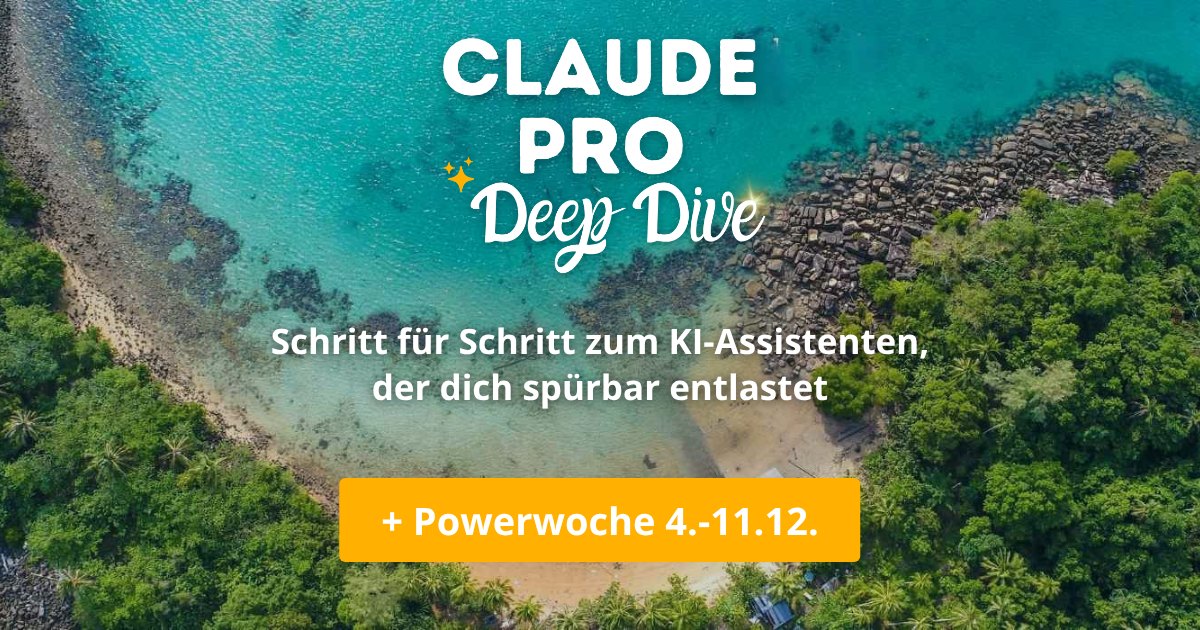 CLAUDE
PRO
Deep Dive
Schritt für Schritt zum KI-Assistenten,
der dich spürbar entlastet
+ Powerwoche 4.-11.12.